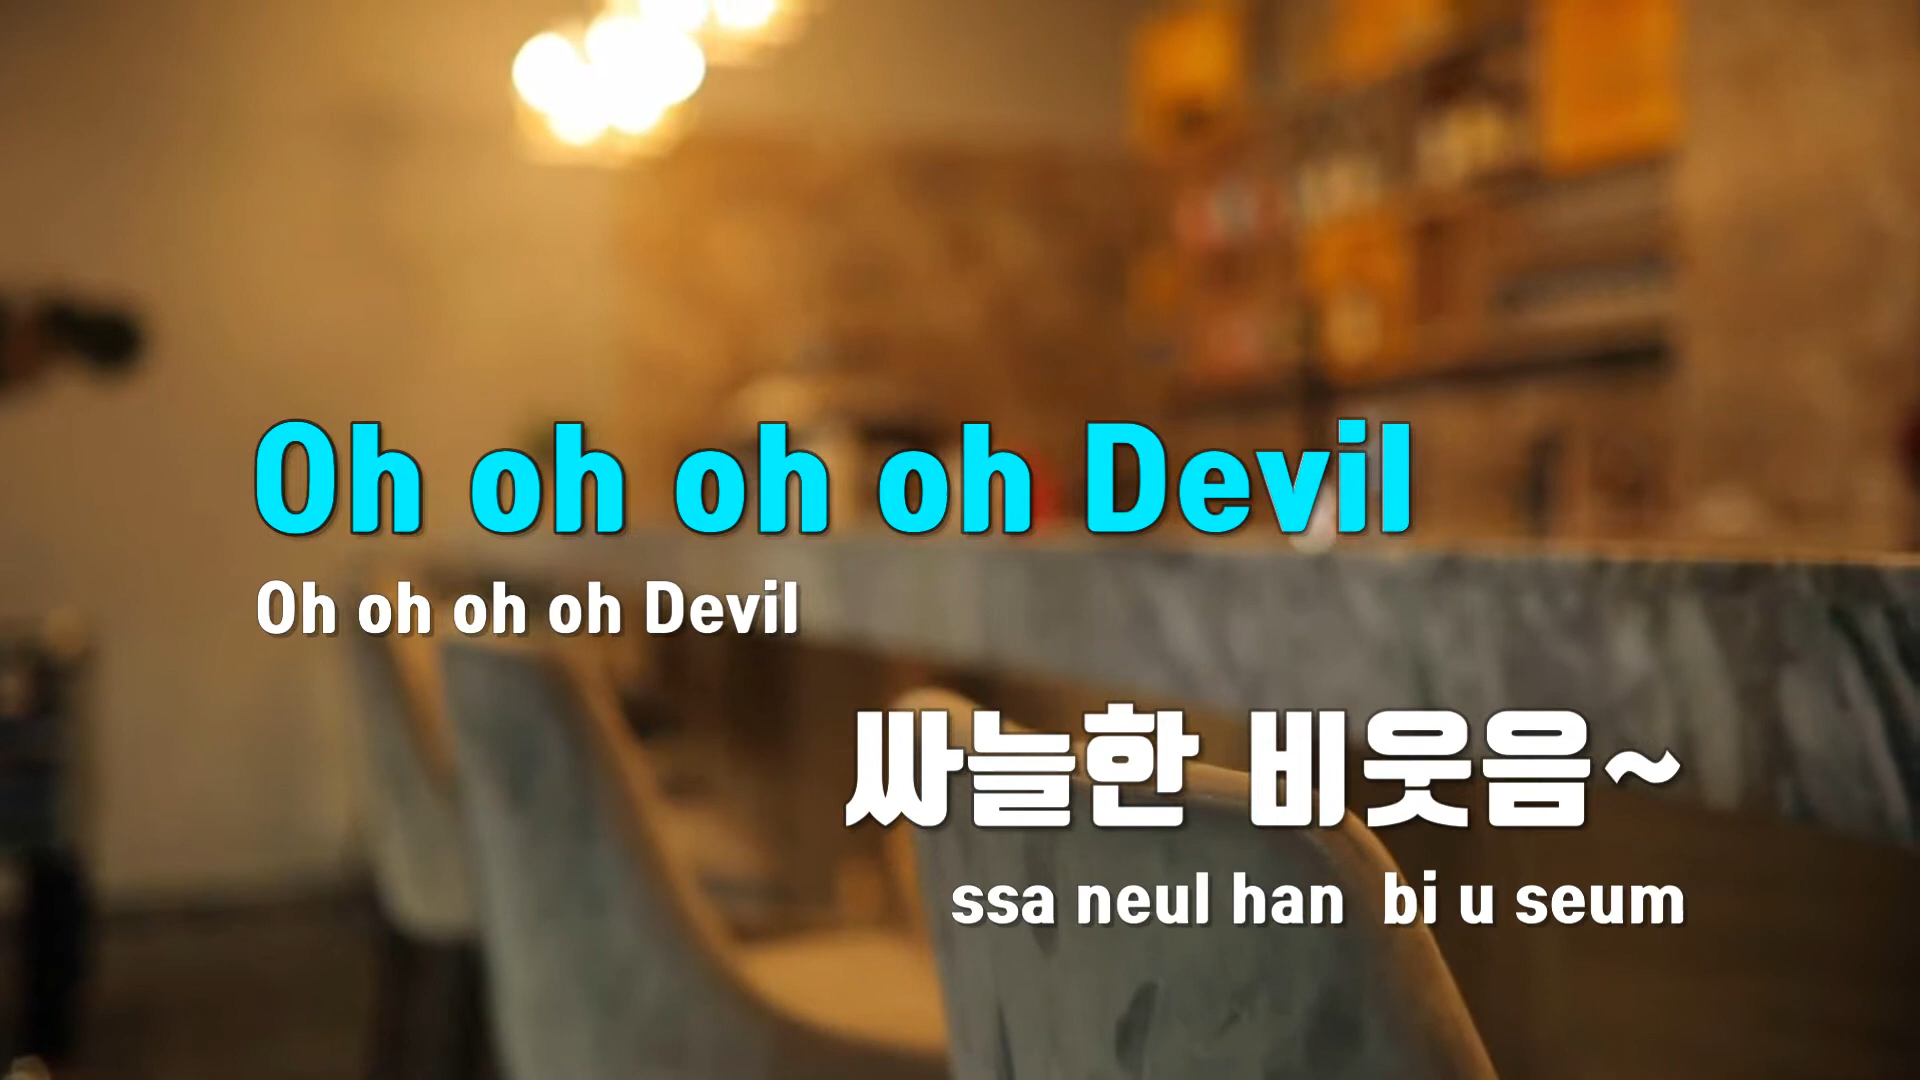 Oh oh oh oh Devil
Oh oh oh oh Devil
싸늘한 비웃음~
ssa neul han  bi u seum